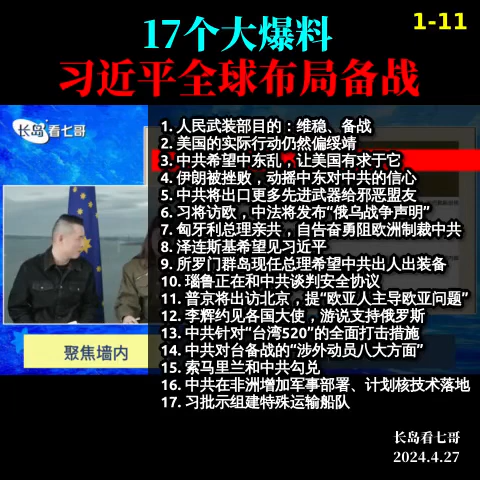 17个大爆料
1-11
习近平全球布局备战
长岛看七哥
1. 人民武装部目的：维稳、备战
2. 美国的实际行动仍然偏绥靖
3. 中共希望中东乱，让美国有求于它
4. 伊朗被挫败，动摇中东对中共的信心
5. 中共将出口更多先进武器给邪恶盟友
6. 习将访欧，中法将发布“俄乌战争声明”
7. 匈牙利总理亲共，自告奋勇阻欧洲制裁中共
8. 泽连斯基希望见习近平
9. 所罗门群岛现任总理希望中共出人出装备
10. 瑙鲁正在和中共谈判安全协议
11. 普京将出访北京，提“欧亚人主导欧亚问题”
12. 李辉约见各国大使，游说支持俄罗斯
13. 中共针对“台湾520”的全面打击措施
14. 中共对台备战的“涉外动员八大方面”
15. 索马里兰和中共勾兑
16. 中共在非洲增加军事部署、计划核技术落地
17. 习批示组建特殊运输船队
聚焦墙内
长岛看七哥
2024.4.27